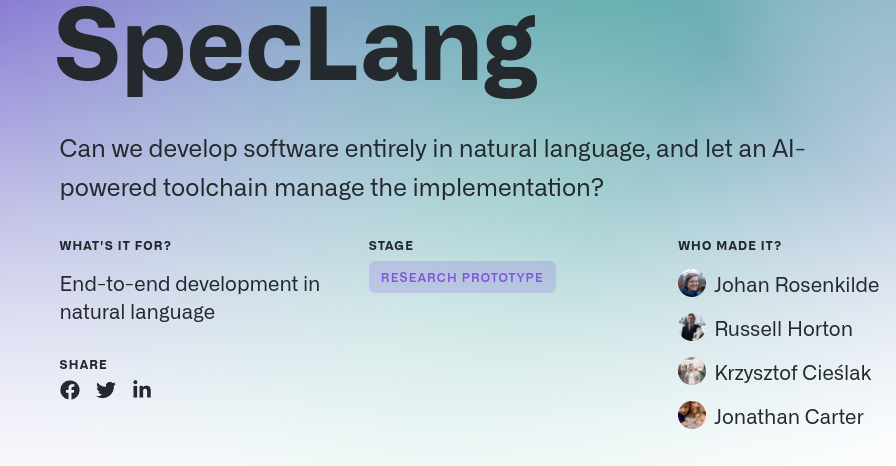 SpecLang
Can we develop software entirely in natural language, and let an AI-
powered toolchain manage the implementation?
WHAT'S IT FOR?
End-to-end development in
natural language
SHARE
STAGE
RESEARCH PROTOTYPE
WHO MADE IT?
Johan Rosenkilde
Russell Horton
Krzysztof Cieślak
Jonathan Carter